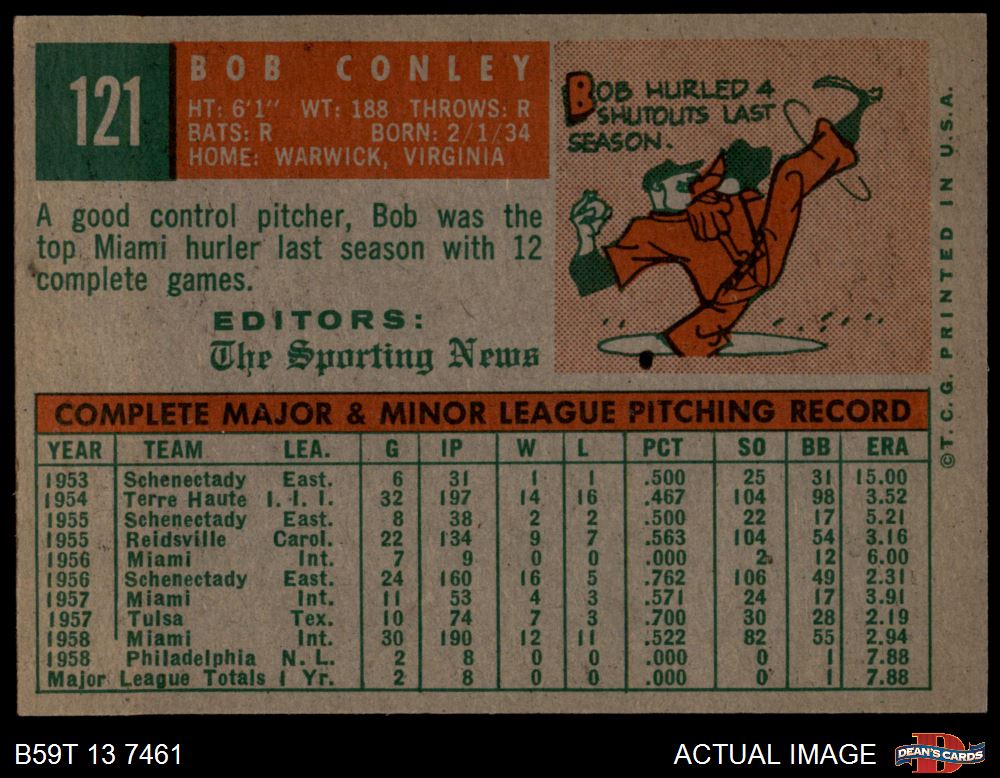 121
BOB CONLEY
HT: 6'1" WT: 188 THROWS: R
BATS: R BORN: 2/1/34
HOME: WARWICK, VIRGINIA
BOB HURLED 4
SHUTOUTS LAST
SEASON.
A good control pitcher, Bob was the
top Miami hurler last season with 12
complete games.
EDITORS:
The Sporting News
©T.C.G. PRINTED IN U.S.A.
COMPLETE MAJOR & MINOR LEAGUE PITCHING RECORD
YEAR TEAM LEA. G IP W L PCT SO BB ERA
1953 Schenectady East. 6 31 1 1 .500 25 31 15.00
1954 Terre Haute I. I. I. 32 197 14 16 .467 104 98 3.52
1955 Schenectady East. 8 38 2 2 .500 22 17 5.21
1955 Reidsville Carol. 22 134 9 7 .563 104 54 3.16
1956 Miami Int. 7 9 0 0 .000 2 12 6.00
1956 Schenectady East. 24 160 16 5 .762 106 49 2.31
1957 Miami Int. 11 53 4 3 .571 24 17 3.91
1957 Tulsa Tex. 10 74 7 3 .700 30 28 2.19
1958 Miami Int. 30 190 12 11 .522 82 55 2.94
1958 Philadelphia N. L. 2 8 0 0 .000 0 1 7.88
Major League Totals 1 Yr. 2 8 0 0 .000 0 1 7.88
B59T 13 7461
ACTUAL IMAGE
DEAN'S CARDS